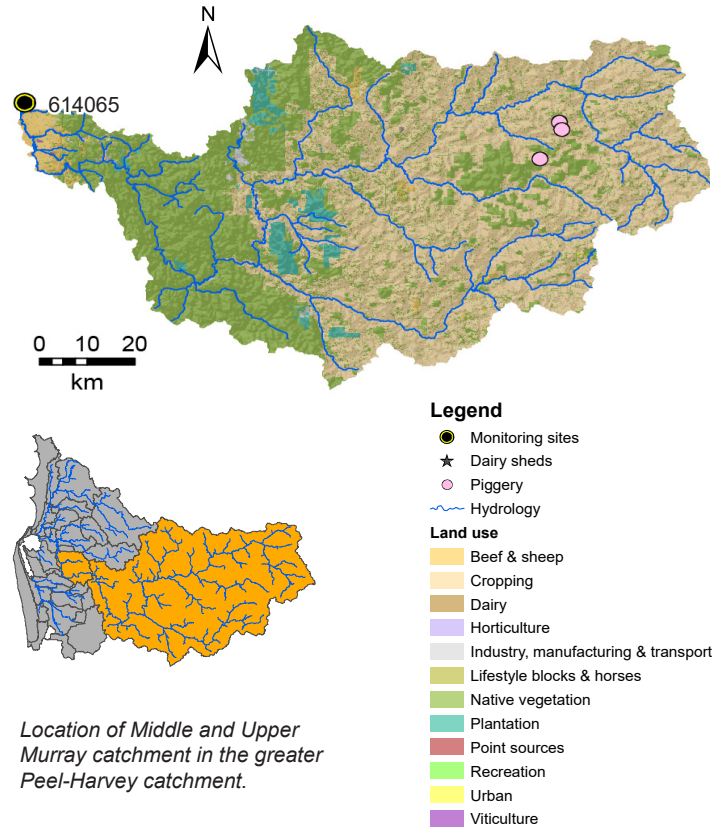 N
614065
0 10 20
km
Legend
Monitoring sites
Dairy sheds
Piggery
Hydrology
Land use
Beef & sheep
Cropping
Dairy
Horticulture
Industry, manufacturing & transport
Lifestyle blocks & horses
Native vegetation
Plantation
Point sources
Recreation
Urban
Viticulture
Location of Middle and Upper
Murray catchment in the greater
Peel-Harvey catchment.